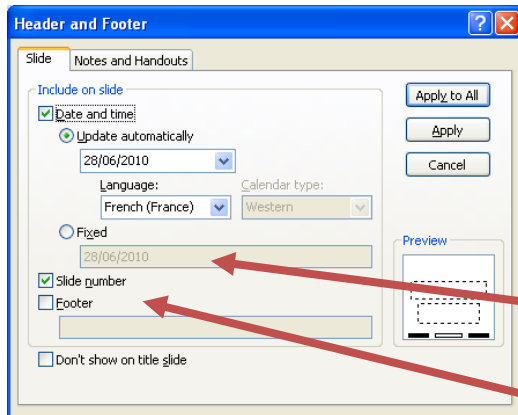 Header and Footer
Slide
Notes and Handouts
Include on slide
Date and time
Update automatically
28/06/2010
Language:
Calendar type:
French (France)
Western
Fixed
28/06/2010
Slide number
Footer
Don't show on title slide
Apply to All
Apply
Cancel
Preview